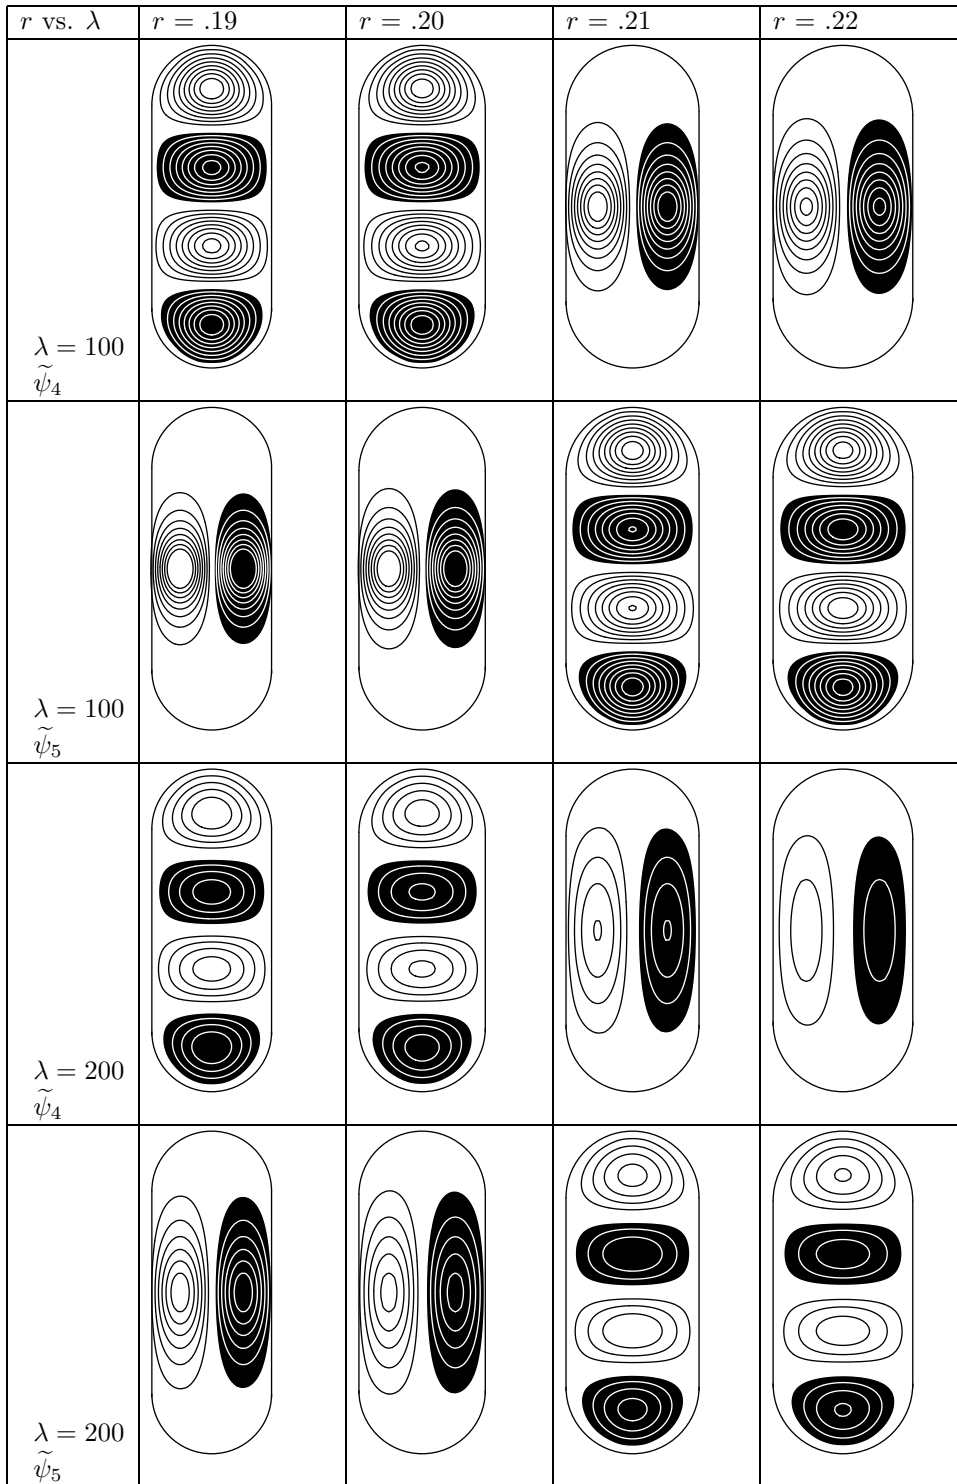 r vs. λ r = .19 r = .20 r = .21 r = .22
λ = 100
ψ̃₄
λ = 100
ψ̃₅
λ = 200
ψ̃₄
λ = 200
ψ̃₅